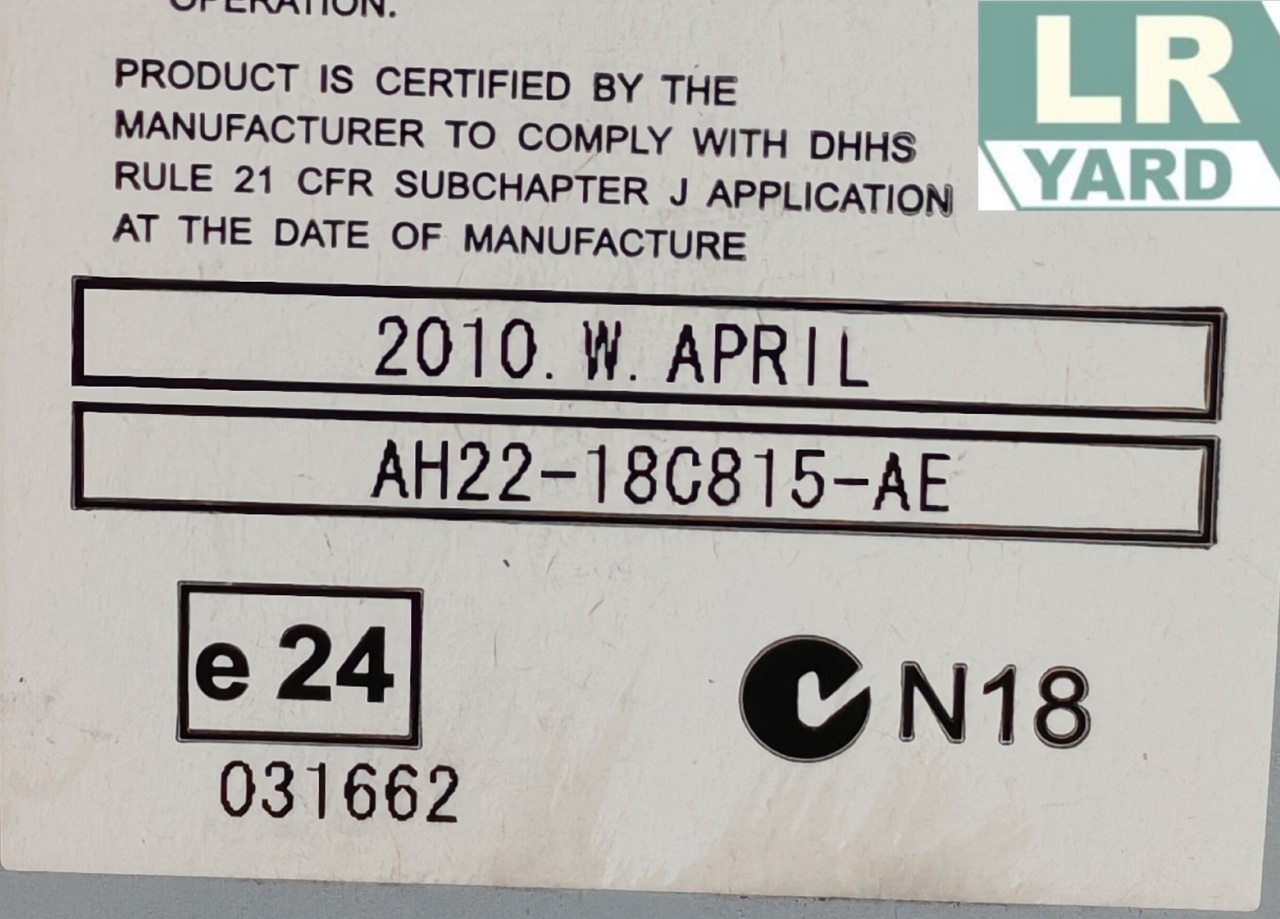 OPERATION.
LR
YARD
PRODUCT IS CERTIFIED BY THE
MANUFACTURER TO COMPLY WITH DHHS
RULE 21 CFR SUBCHAPTER J APPLICATION
AT THE DATE OF MANUFACTURE
2010. W. APRIL
AH22-18C815-AE
e 24
031662
N18